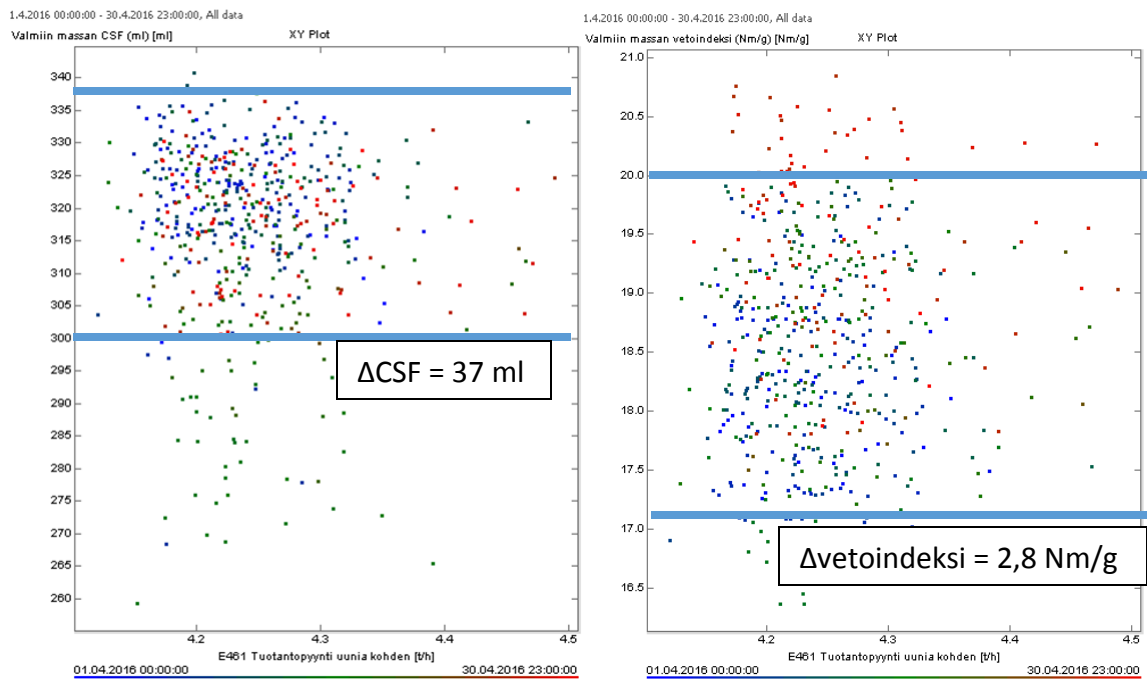 1.4.2016 00:00:00 - 30.4.2016 23:00:00, All data
Valmiin massan CSF (ml) [ml] XY Plot
340
335
330
325
320
315
310
305
300
295
290
285
280
275
270
265
260
ΔCSF = 37 ml
4.2 4.3 4.4 4.5
E461 Tuotantopyynti uunia kohden [t/h]
01.04.2016 00:00:00 30.04.2016 23:00:00
1.4.2016 00:00:00 - 30.4.2016 23:00:00, All data
Valmiin massan vetoindeksi (Nm/g) [Nm/g] XY Plot
21.0
20.5
20.0
19.5
19.0
18.5
18.0
17.5
17.0
16.5
Δvetoindeksi = 2,8 Nm/g
4.2 4.3 4.4 4.5
E461 Tuotantopyynti uunia kohden [t/h]
01.04.2016 00:00:00 30.04.2016 23:00:00